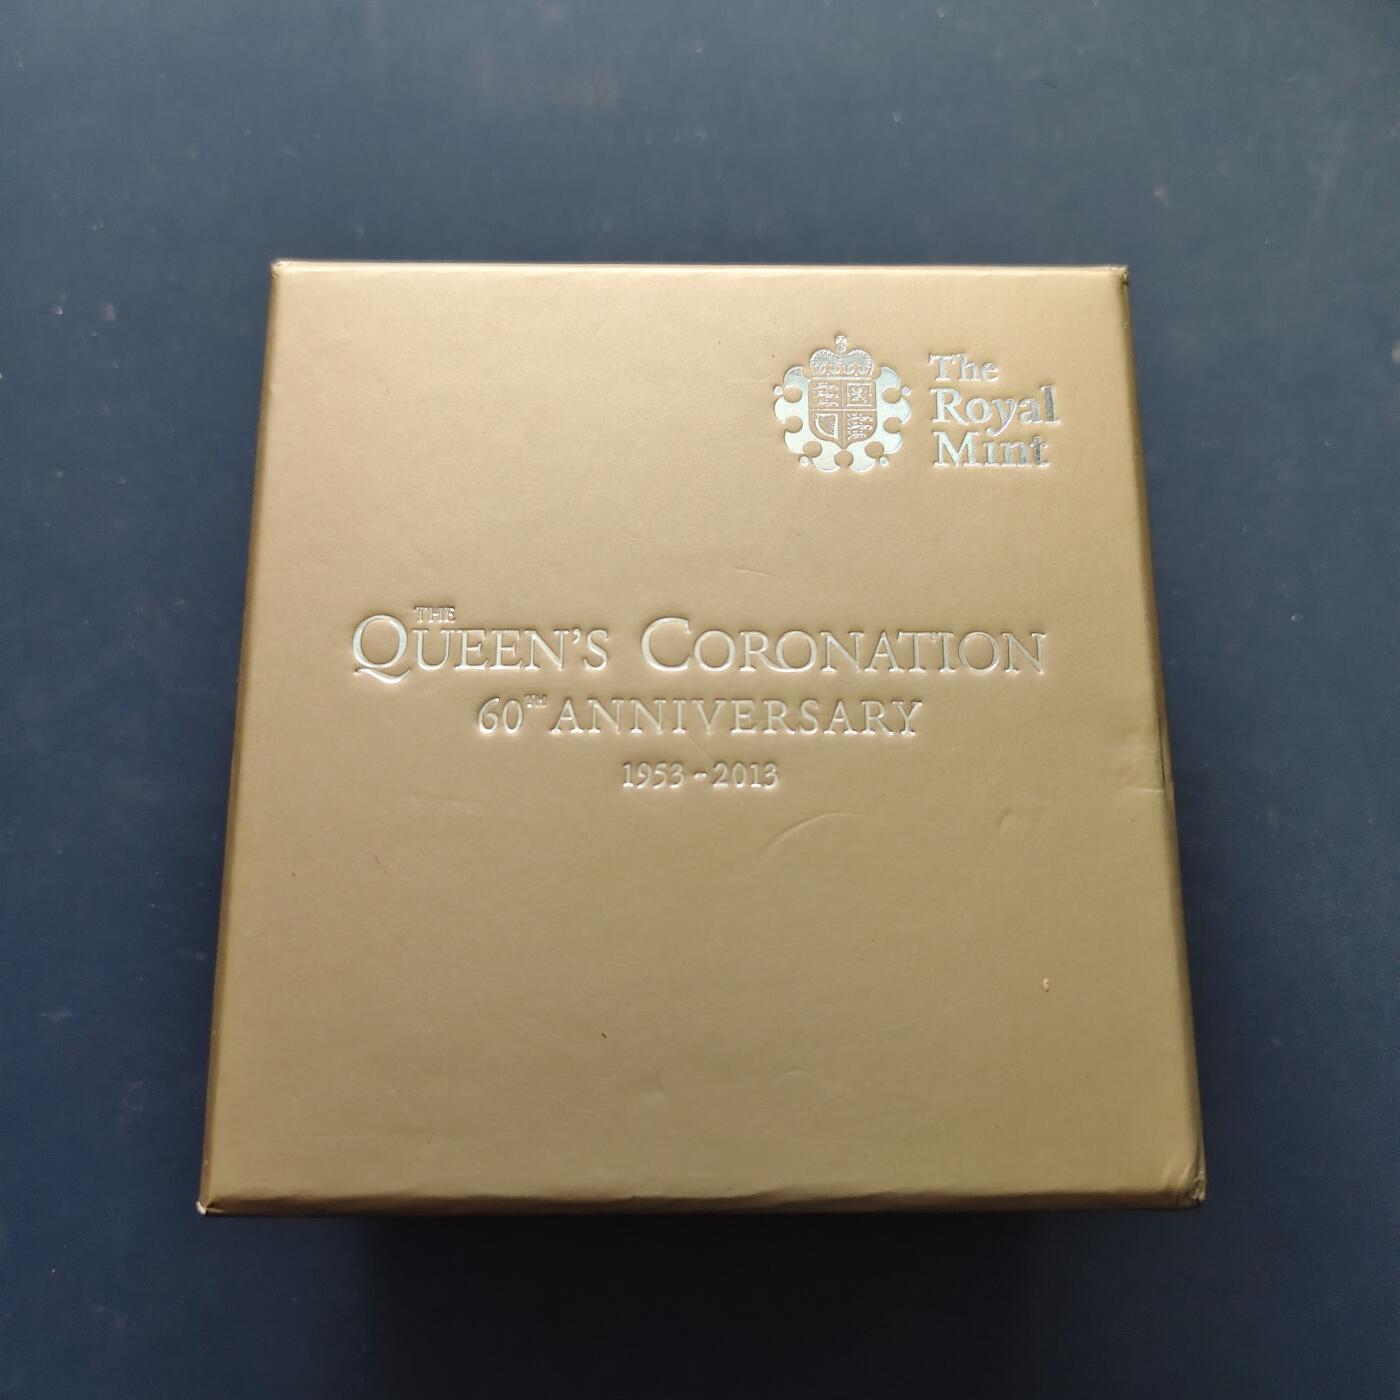 The
Royal
Mint
THE
QUEEN'S CORONATION
60TH ANNIVERSARY
1953 - 2013